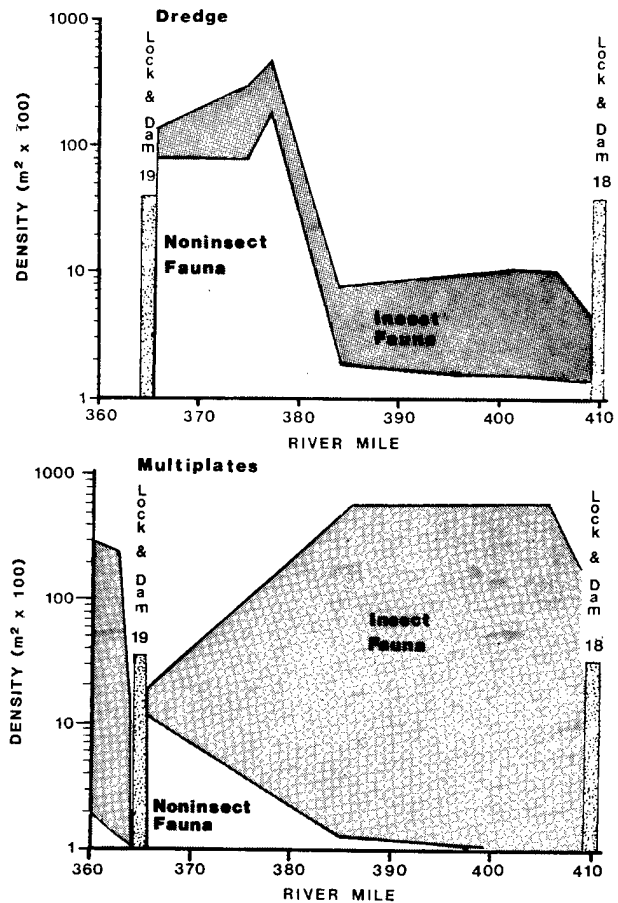 Dredge
1000
100
10
1
DENSITY (m² x 100)
Lock & Dam 19
Noninsect
Fauna
Insect
Fauna
Lock & Dam 18
360 370 380 390 400 410
RIVER MILE
Multiplates
1000
100
10
1
DENSITY (m² x 100)
Lock & Dam 19
Noninsect
Fauna
Insect
Fauna
Lock & Dam 18
360 370 380 390 400 410
RIVER MILE